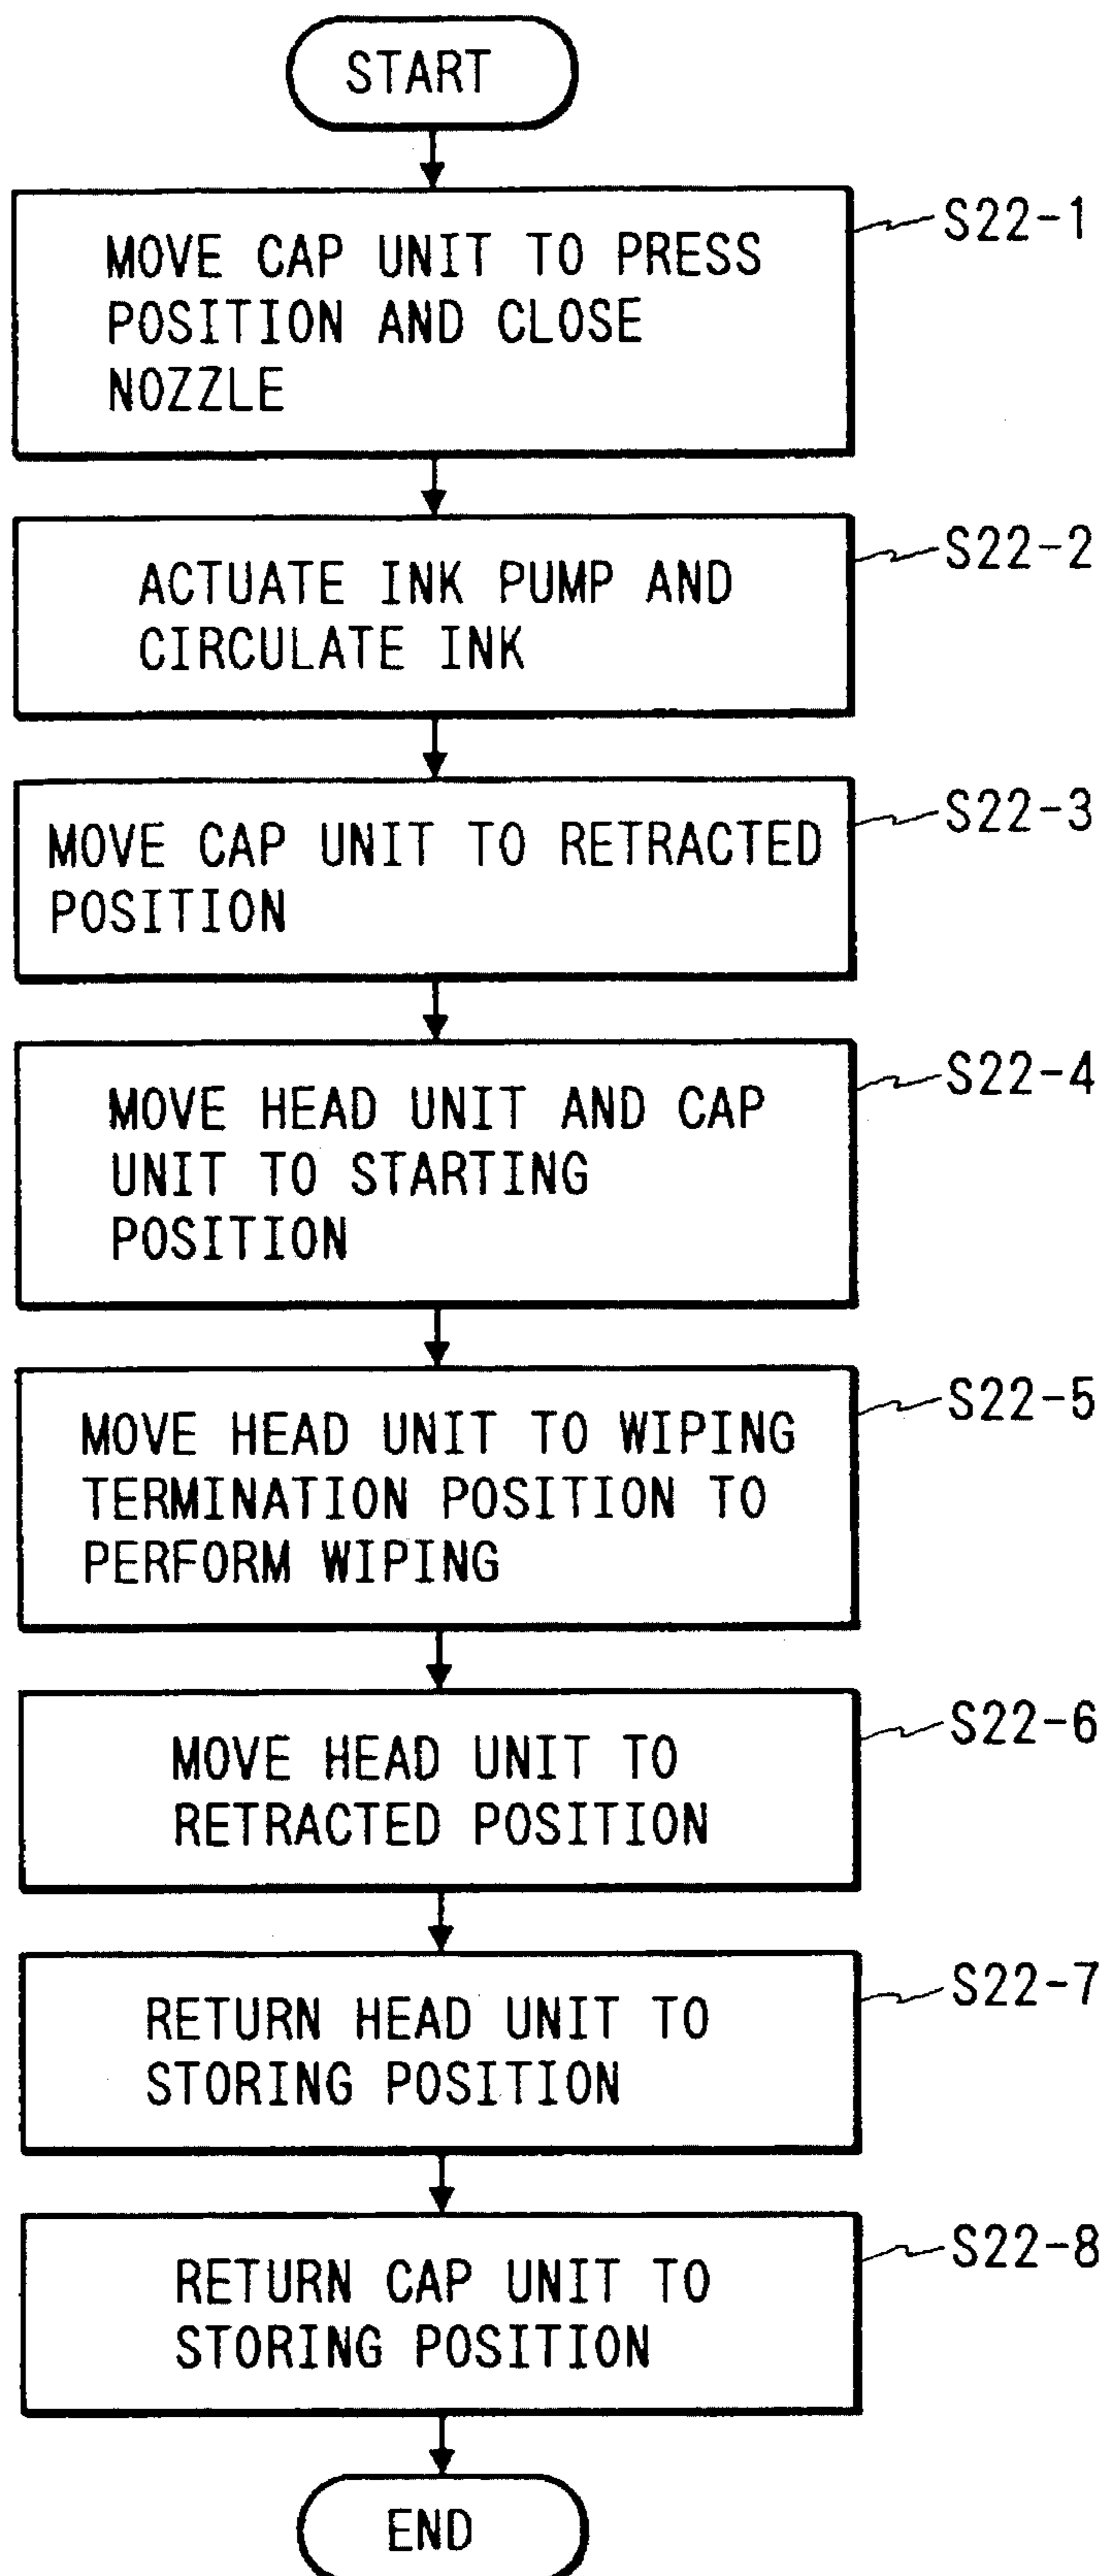 START
MOVE CAP UNIT TO PRESS
POSITION AND CLOSE
NOZZLE
S22-1
ACTUATE INK PUMP AND
CIRCULATE INK
S22-2
MOVE CAP UNIT TO RETRACTED
POSITION
S22-3
MOVE HEAD UNIT AND CAP
UNIT TO STARTING
POSITION
S22-4
MOVE HEAD UNIT TO WIPING
TERMINATION POSITION TO
PERFORM WIPING
S22-5
MOVE HEAD UNIT TO
RETRACTED POSITION
S22-6
RETURN HEAD UNIT TO
STORING POSITION
S22-7
RETURN CAP UNIT TO
STORING POSITION
S22-8
END